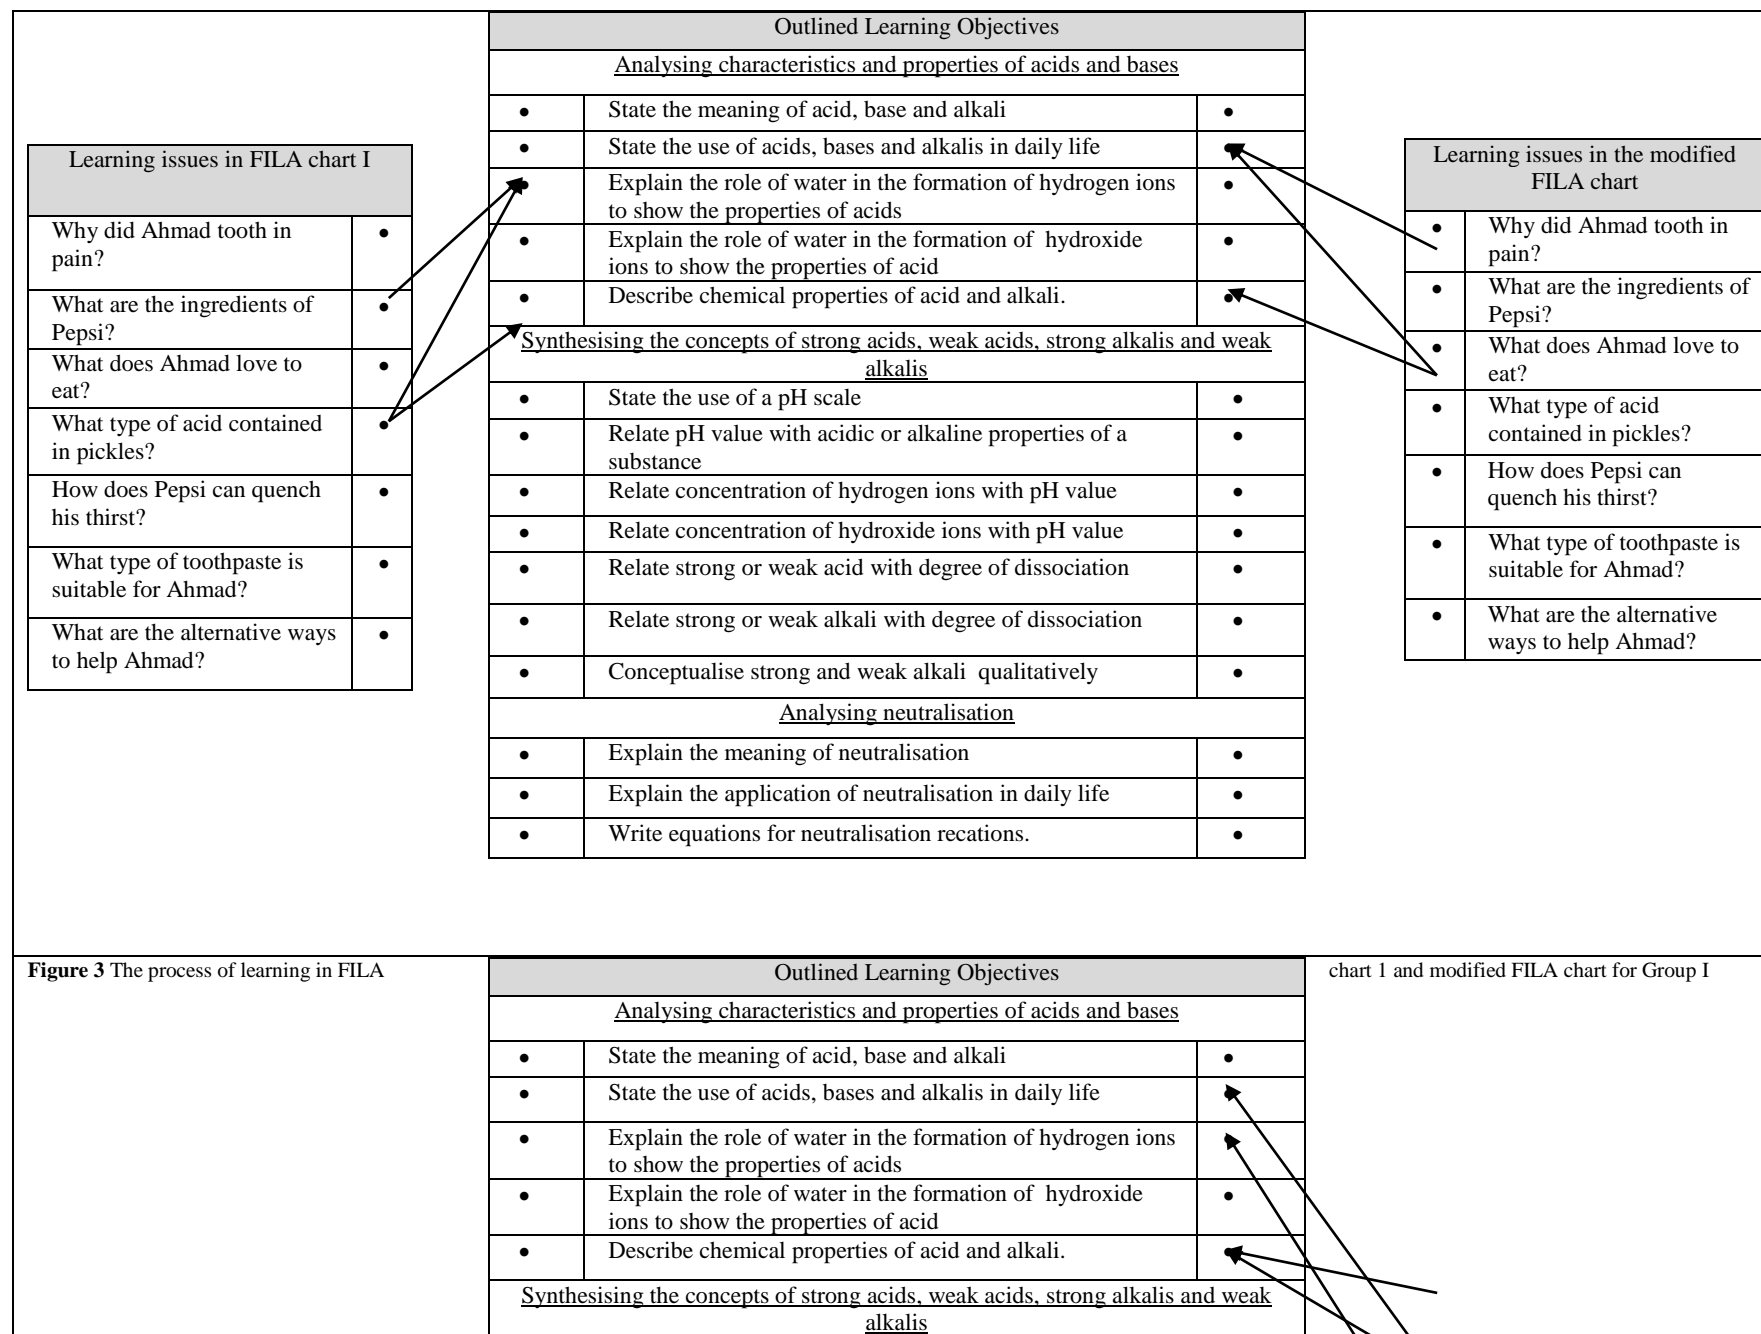 Outlined Learning Objectives
Analysing characteristics and properties of acids and bases
• State the meaning of acid, base and alkali •
• State the use of acids, bases and alkalis in daily life •
• Explain the role of water in the formation of hydrogen ions
to show the properties of acids •
• Explain the role of water in the formation of hydroxide
ions to show the properties of acid •
• Describe chemical properties of acid and alkali. •
Synthesising the concepts of strong acids, weak acids, strong alkalis and weak
alkalis
• State the use of a pH scale •
• Relate pH value with acidic or alkaline properties of a
substance •
• Relate concentration of hydrogen ions with pH value •
• Relate concentration of hydroxide ions with pH value •
• Relate strong or weak acid with degree of dissociation •
• Relate strong or weak alkali with degree of dissociation •
• Conceptualise strong and weak alkali qualitatively •
Analysing neutralisation
• Explain the meaning of neutralisation •
• Explain the application of neutralisation in daily life •
• Write equations for neutralisation recations. •
Learning issues in FILA chart I
Why did Ahmad tooth in
pain? •
What are the ingredients of
Pepsi? •
What does Ahmad love to
eat? •
What type of acid contained
in pickles? •
How does Pepsi can quench
his thirst? •
What type of toothpaste is
suitable for Ahmad? •
What are the alternative ways
to help Ahmad? •
Learning issues in the modified
FILA chart
• Why did Ahmad tooth in
pain?
• What are the ingredients of
Pepsi?
• What does Ahmad love to
eat?
• What type of acid
contained in pickles?
• How does Pepsi can
quench his thirst?
• What type of toothpaste is
suitable for Ahmad?
• What are the alternative
ways to help Ahmad?
Figure 3 The process of learning in FILA chart 1 and modified FILA chart for Group I
Outlined Learning Objectives
Analysing characteristics and properties of acids and bases
• State the meaning of acid, base and alkali •
• State the use of acids, bases and alkalis in daily life •
• Explain the role of water in the formation of hydrogen ions
to show the properties of acids •
• Explain the role of water in the formation of hydroxide
ions to show the properties of acid •
• Describe chemical properties of acid and alkali. •
Synthesising the concepts of strong acids, weak acids, strong alkalis and weak
alkalis